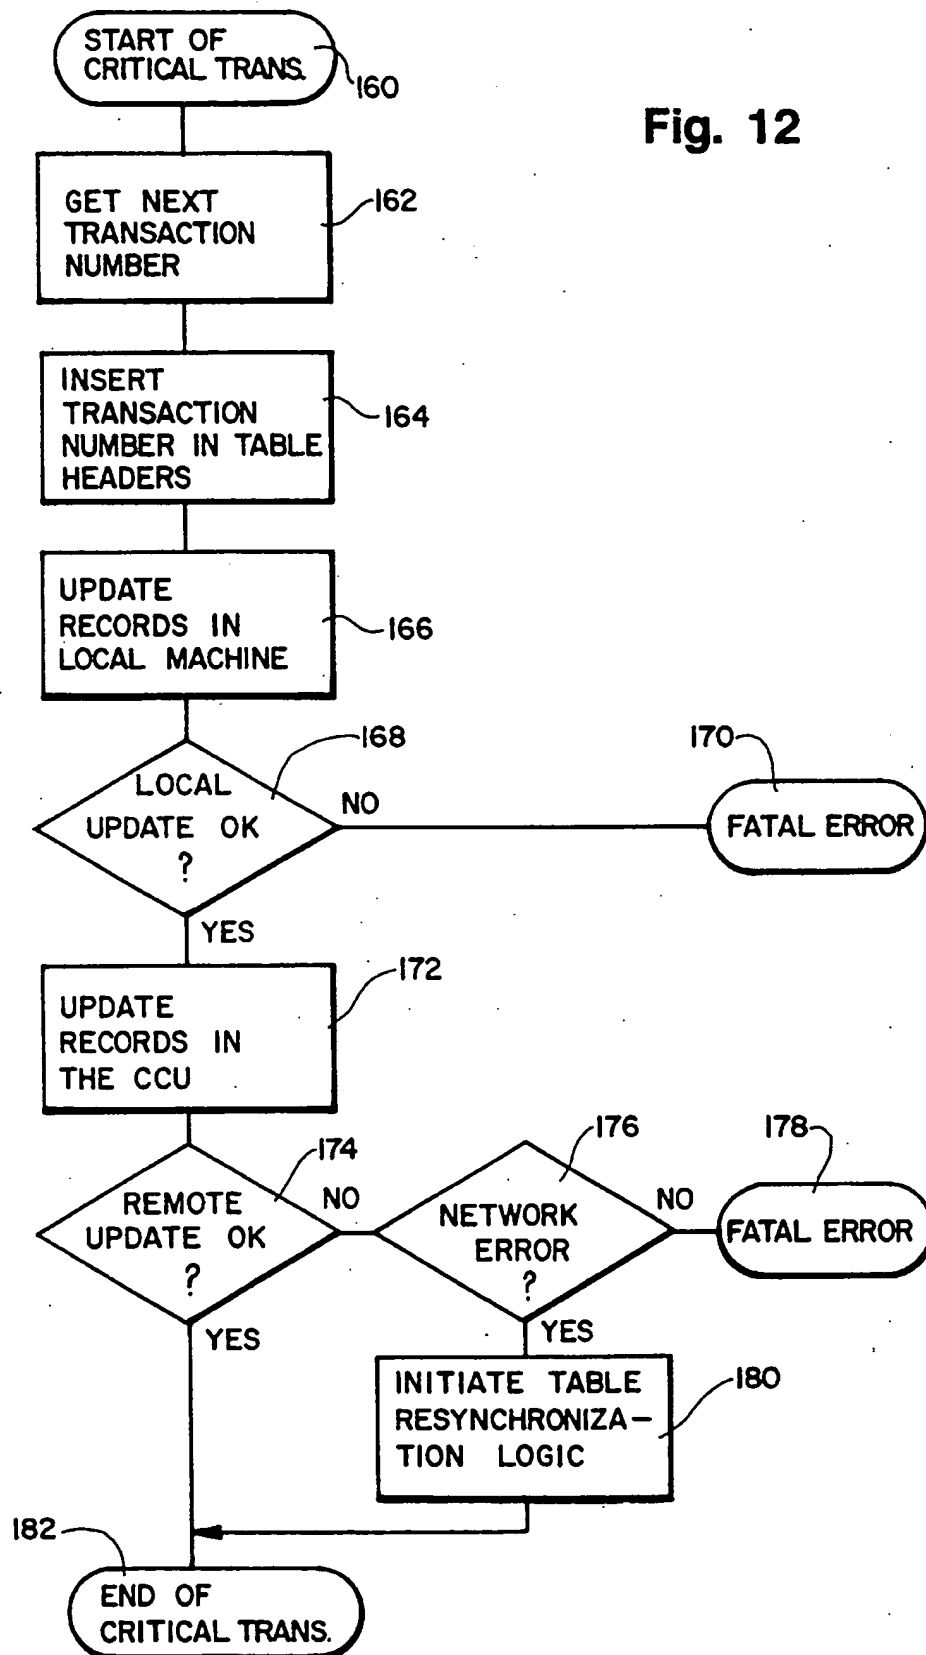 START OF
CRITICAL TRANS.
160
Fig. 12
GET NEXT
TRANSACTION
NUMBER
162
INSERT
TRANSACTION
NUMBER IN TABLE
HEADERS
164
UPDATE
RECORDS IN
LOCAL MACHINE
166
168
LOCAL
UPDATE OK
?
NO
170
FATAL ERROR
YES
172
UPDATE
RECORDS IN
THE CCU
174
REMOTE
UPDATE OK
?
NO
176
NETWORK
ERROR
?
NO
178
FATAL ERROR
YES
YES
INITIATE TABLE
RESYNCHRONIZA-
TION LOGIC
180
182
END OF
CRITICAL TRANS.